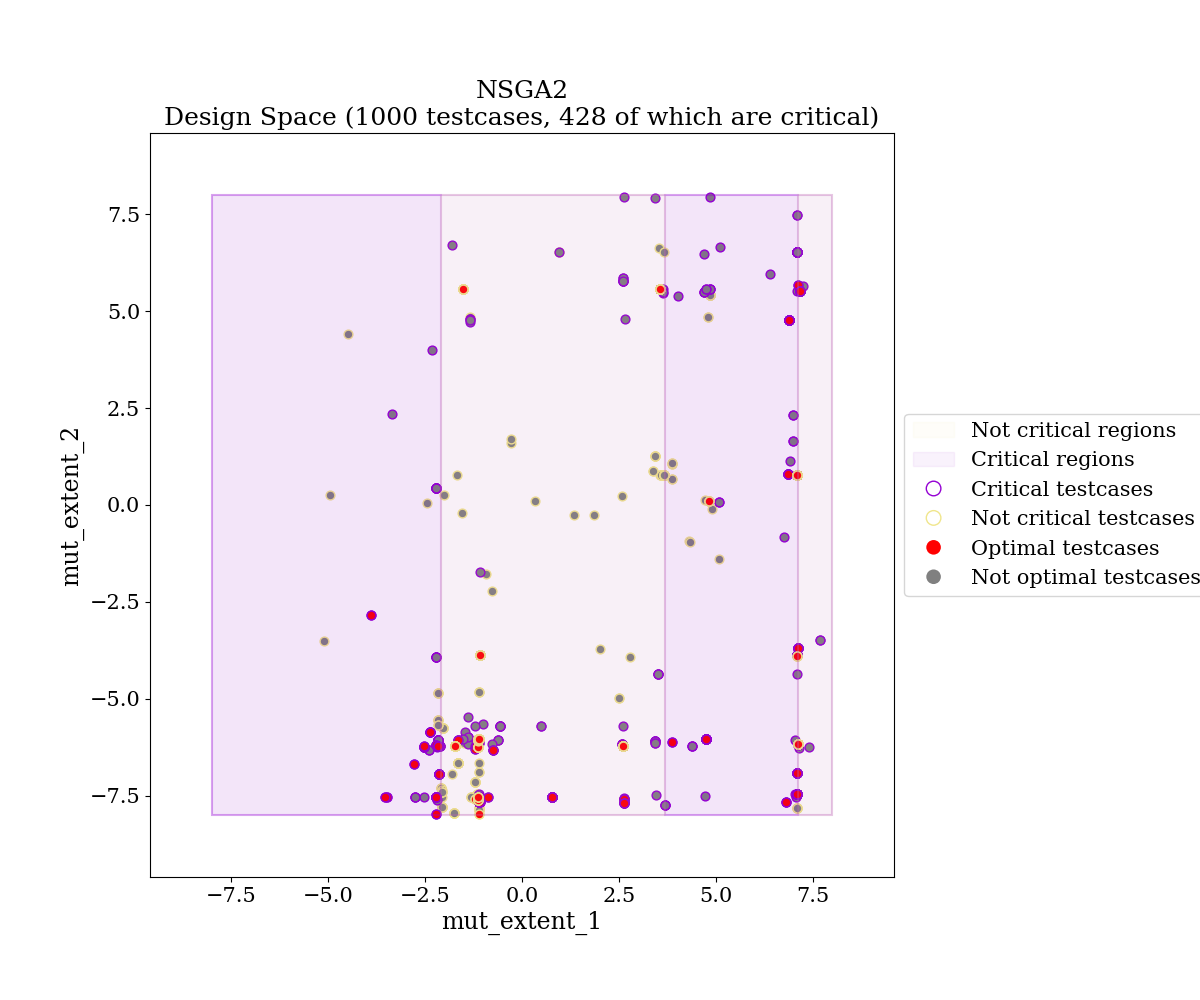 NSGA2
Design Space (1000 testcases, 428 of which are critical)
7.5
5.0
2.5
0.0
−2.5
−5.0
−7.5
mut_extent_2
−7.5
−5.0
−2.5
0.0
2.5
5.0
7.5
mut_extent_1
Not critical regions
Critical regions
Critical testcases
Not critical testcases
Optimal testcases
Not optimal testcases